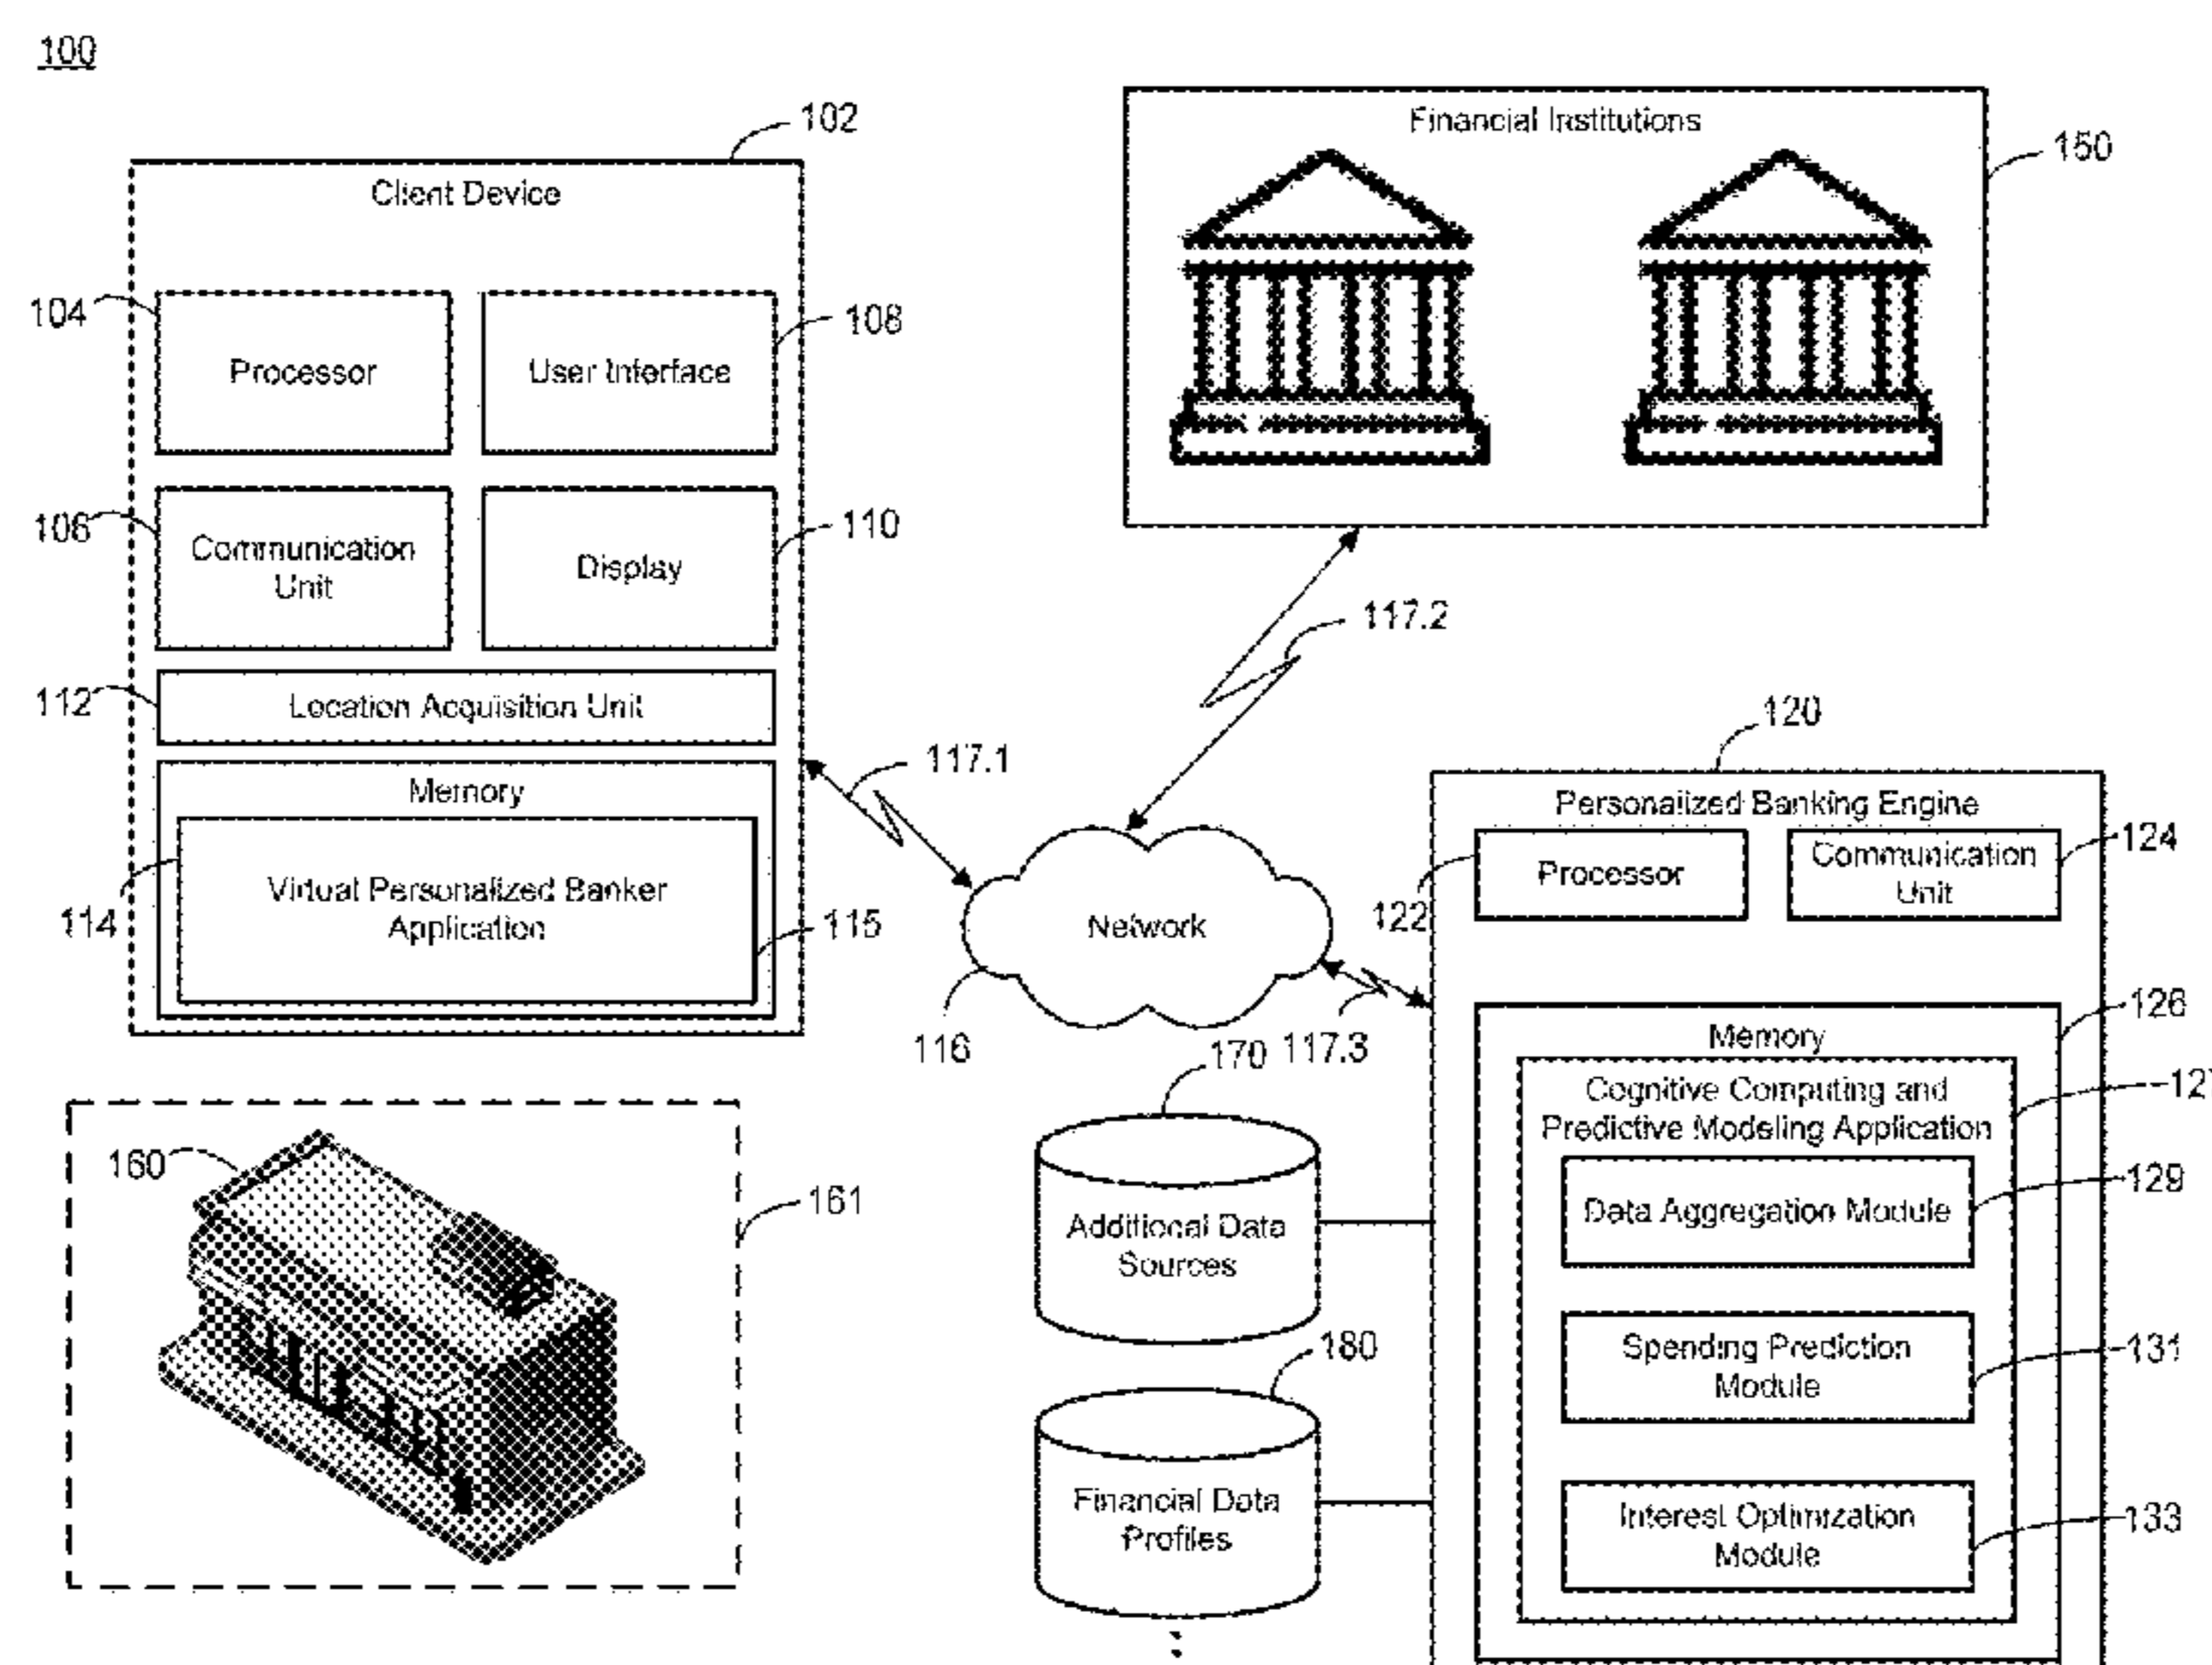 100
102
Client Device
104
Processor
108
User Interface
106
Communication
Unit
110
Display
112
Location Acquisition Unit
Memory
114
Virtual Personalized Banker
Application
115
Financial Institutions
150
117.2
117.1
Network
116
117.3
120
Personalized Banking Engine
122
Processor
Communication
Unit
124
126
Memory
Cognitive Computing and
Predictive Modeling Application
Data Aggregation Module
129
Spending Prediction
Module
131
Interest Optimization
Module
133
170
Additional Data
Sources
180
Financial Data
Profiles
160
161